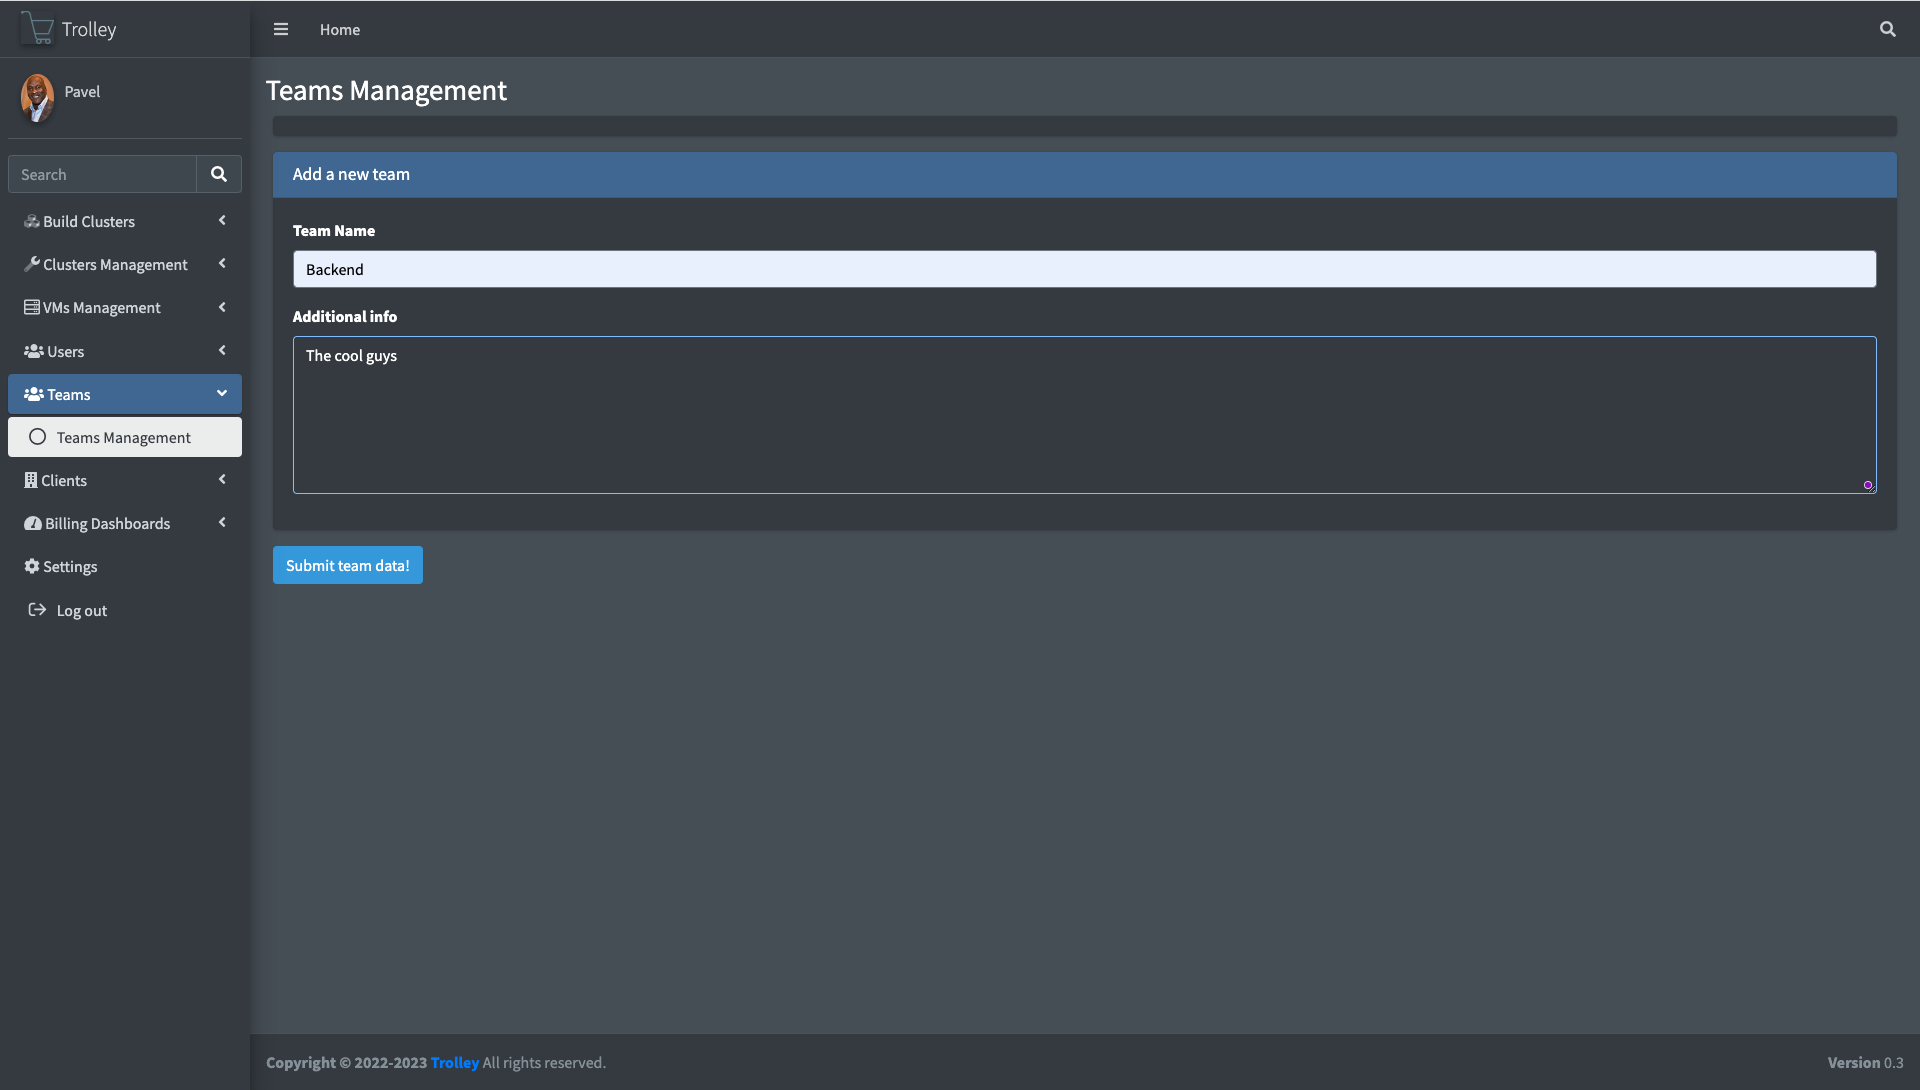 Trolley
Home
Pavel
Search
Build Clusters
Clusters Management
VMs Management
Users
Teams
Teams Management
Clients
Billing Dashboards
Settings
Log out
Teams Management
Add a new team
Team Name
Backend
Additional info
The cool guys
Submit team data!
Copyright © 2022-2023 Trolley All rights reserved.
Version 0.3